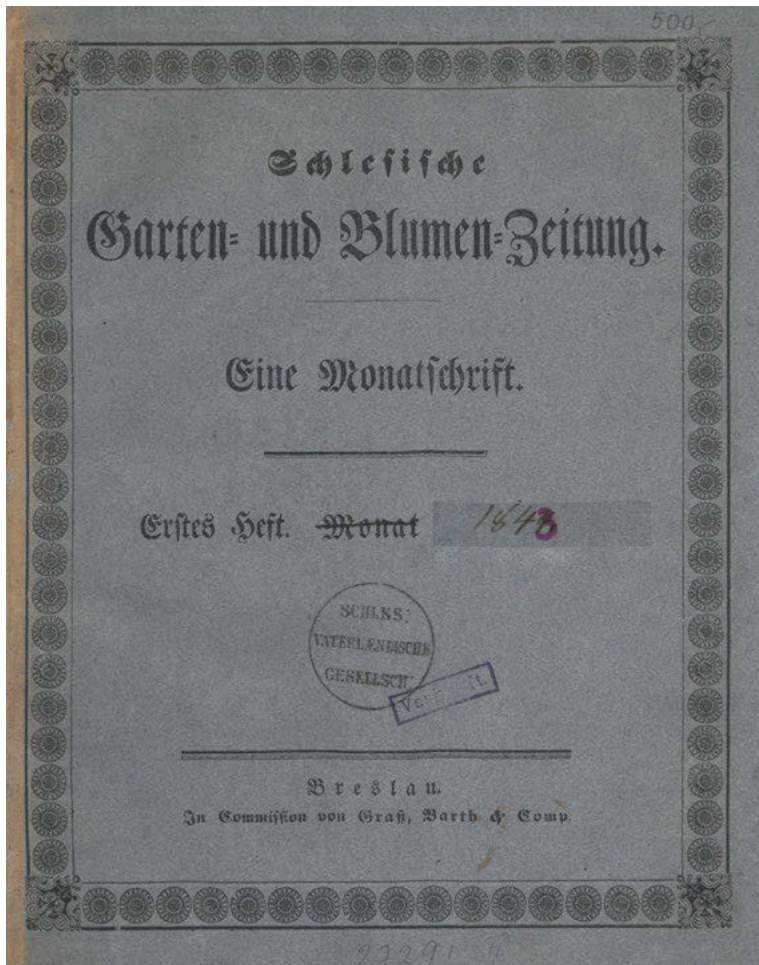 500,-
Schlesische
Garten- und Blumen-Zeitung.
Eine Monatschrift.
Erstes Heft. Monat 1843
SCHLES:
VATERLÆNDISCHE
GESELLSCH:
Breslau.
In Commission von Graß, Barth & Comp.